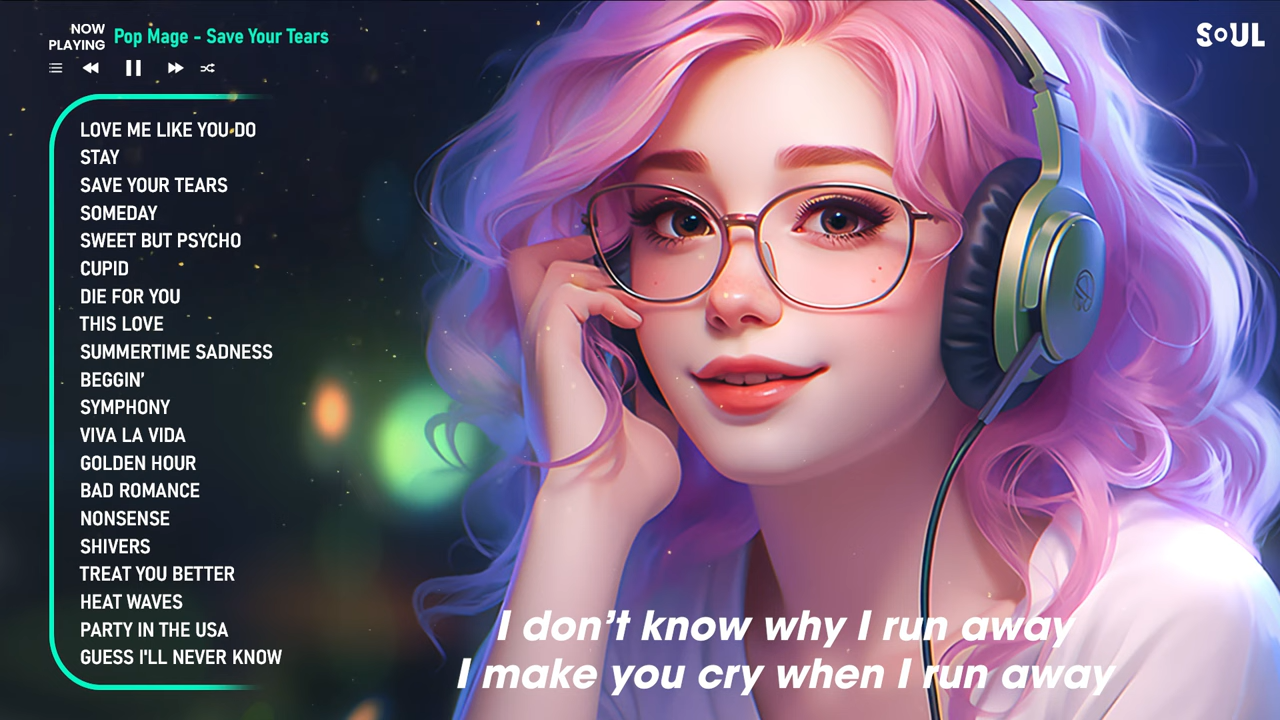 NOW
PLAYING
Pop Mage - Save Your Tears
SOUL
LOVE ME LIKE YOU DO
STAY
SAVE YOUR TEARS
SOMEDAY
SWEET BUT PSYCHO
CUPID
DIE FOR YOU
THIS LOVE
SUMMERTIME SADNESS
BEGGIN'
SYMPHONY
VIVA LA VIDA
GOLDEN HOUR
BAD ROMANCE
NONSENSE
SHIVERS
TREAT YOU BETTER
HEAT WAVES
PARTY IN THE USA
GUESS I'LL NEVER KNOW
I don't know why I run away
I make you cry when I run away